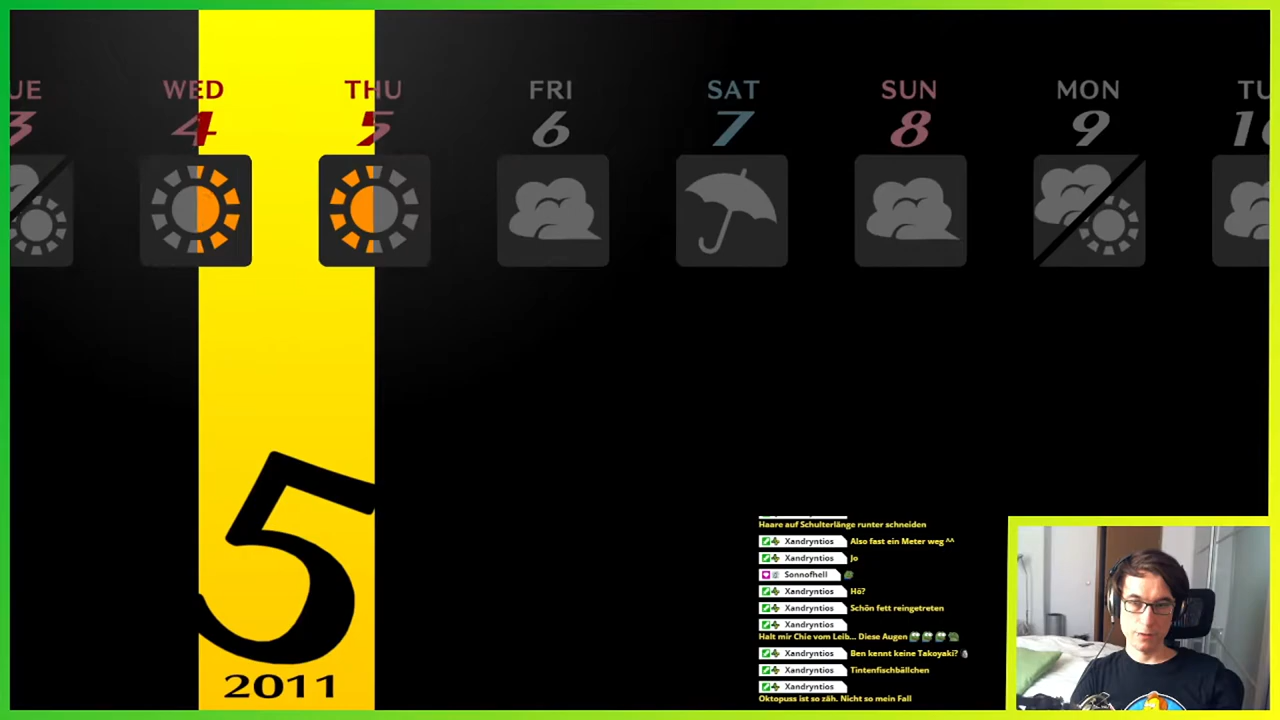 UE WED THU FRI SAT SUN MON TU
3 4 5 6 7 8 9 10
5
2011
Haare auf Schulterlänge runter schneiden
Xandryntios Also fast ein Meter weg ^^
Xandryntios Jo
Sonnofhell
Xandryntios Hö?
Xandryntios Schön fett reingetreten
Xandryntios
Halt mir Chie vom Leib... Diese Augen
Xandryntios Ben kennt keine Takoyaki?
Xandryntios Tintenfischbällchen
Xandryntios
Oktopuss ist so zäh. Nicht so mein Fall